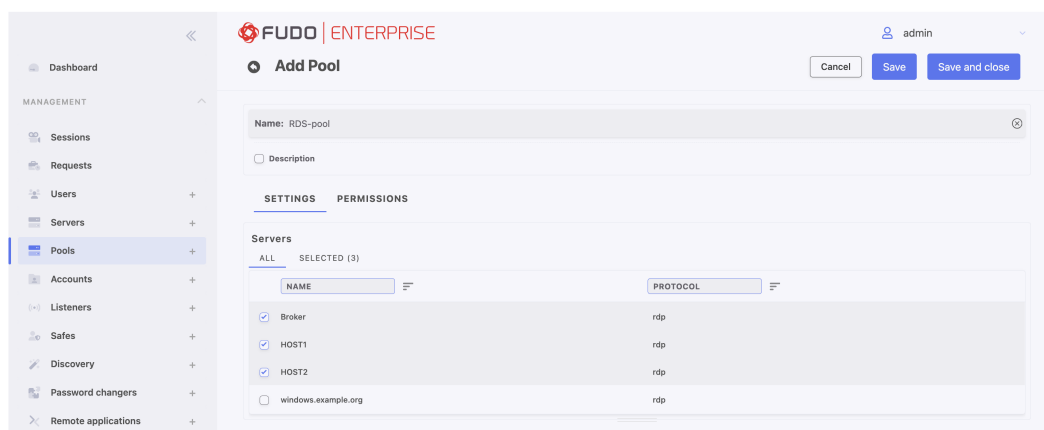 FUDO ENTERPRISE
admin
Dashboard
Add Pool
Cancel
Save
Save and close
MANAGEMENT
Sessions
Requests
Users +
Servers +
Pools +
Accounts +
Listeners +
Safes +
Discovery +
Password changers +
Remote applications +
Name: RDS-pool
Description
SETTINGS PERMISSIONS
Servers
ALL SELECTED (3)
NAME PROTOCOL
Broker rdp
HOST1 rdp
HOST2 rdp
windows.example.org rdp